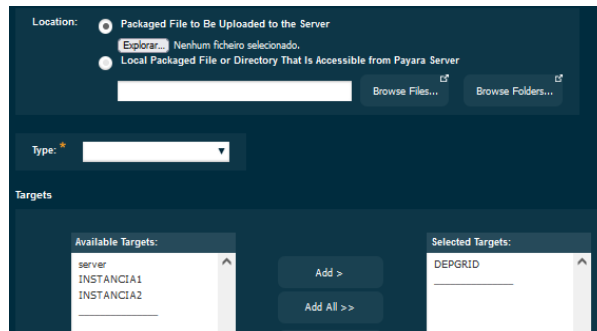 Location:
Packaged File to Be Uploaded to the Server
Explorar... Nenhum ficheiro selecionado.
Local Packaged File or Directory That Is Accessible from Payara Server
Browse Files... Browse Folders...
Type: *
Targets
Available Targets:
server
INSTANCIA1
INSTANCIA2
Add >
Add All >>
Selected Targets:
DEPGRID